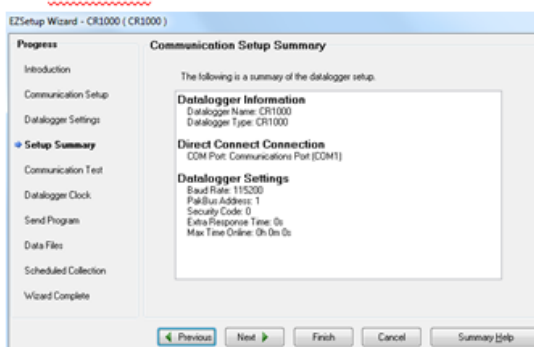 EZSetup Wizard - CR1000 ( CR1000 )
Progress
Introduction
Communication Setup
Datalogger Settings
Setup Summary
Communication Test
Datalogger Clock
Send Program
Data Files
Scheduled Collection
Wizard Complete
Communication Setup Summary
The following is a summary of the datalogger setup.
Datalogger Information
Datalogger Name: CR1000
Datalogger Type: CR1000
Direct Connect Connection
COM Port: Communications Port (COM1)
Datalogger Settings
Baud Rate: 115200
PakBus Address: 1
Security Code: 0
Extra Response Time: 0s
Max Time Online: 0h 0m 0s
Previous Next Finish Cancel Summary Help